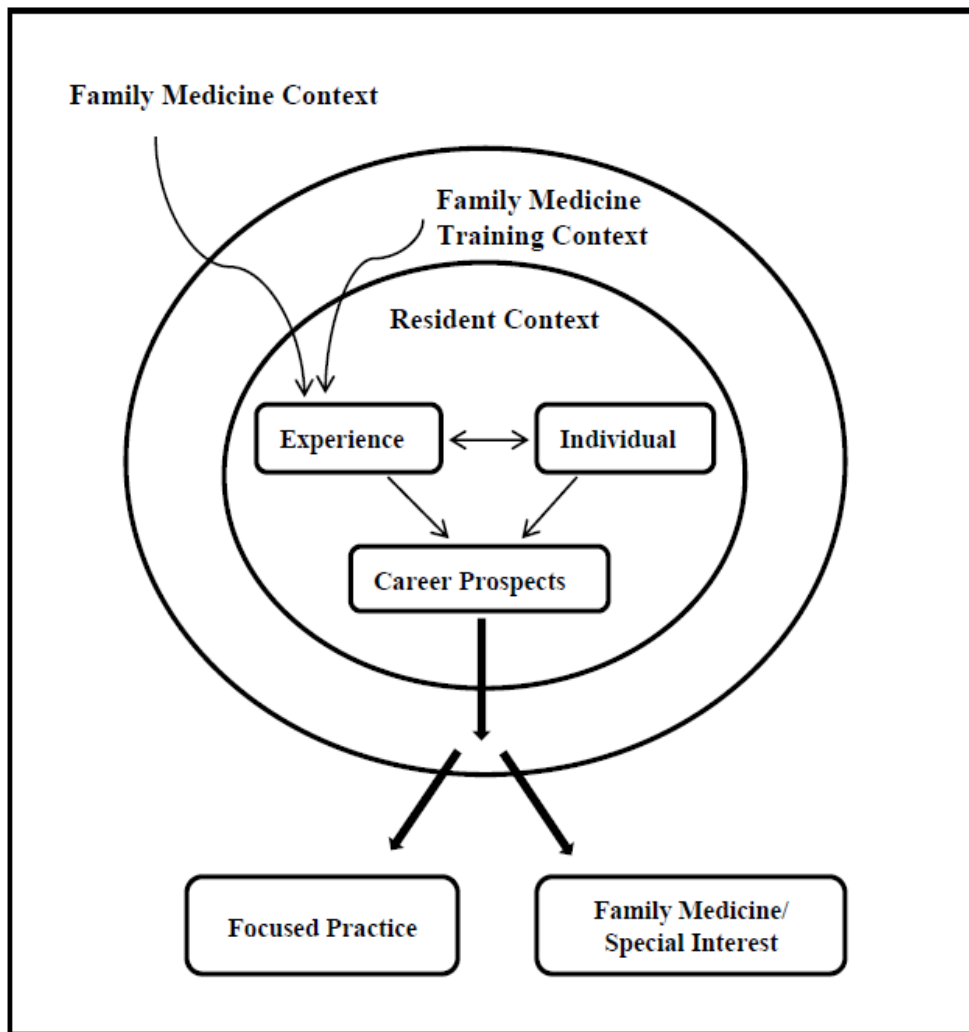 Family Medicine Context
Family Medicine
Training Context
Resident Context
Experience
Individual
Career Prospects
Focused Practice
Family Medicine/
Special Interest